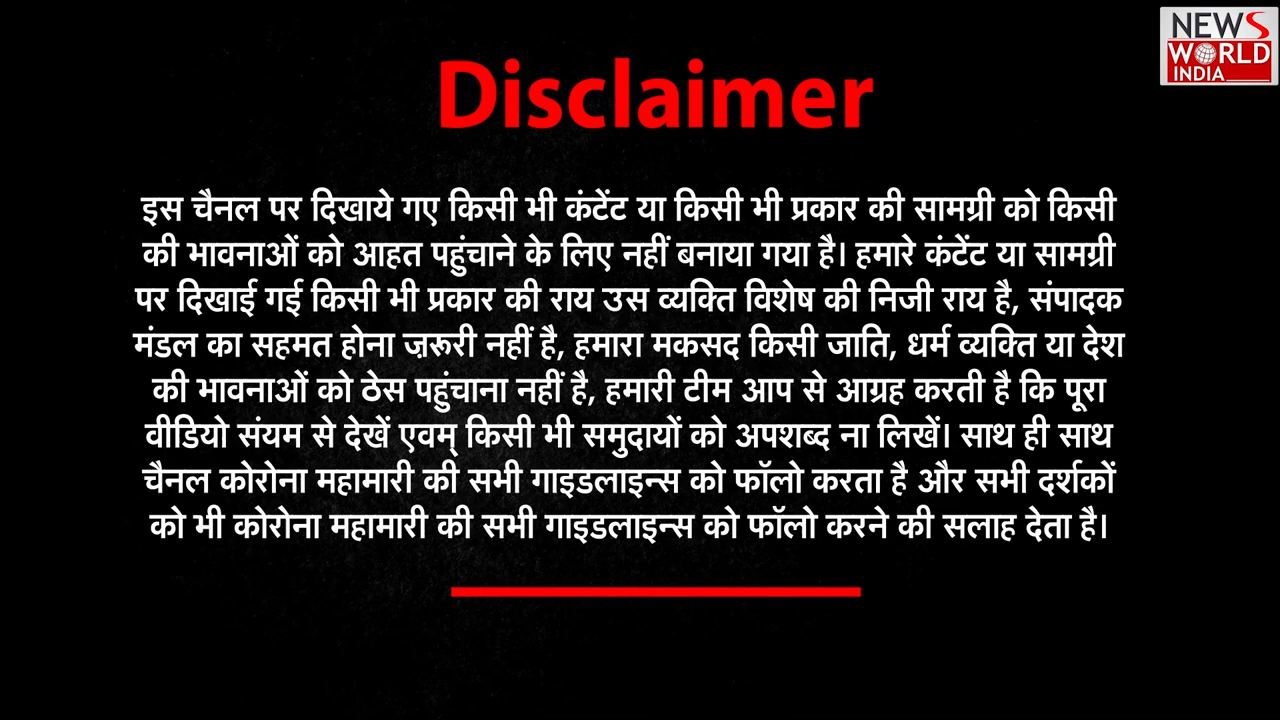 NEWS
WORLD
INDIA
Disclaimer
इस चैनल पर दिखाये गए किसी भी कंटेंट या किसी भी प्रकार की सामग्री को किसी
की भावनाओं को आहत पहुंचाने के लिए नहीं बनाया गया है। हमारे कंटेंट या सामग्री
पर दिखाई गई किसी भी प्रकार की राय उस व्यक्ति विशेष की निजी राय है, संपादक
मंडल का सहमत होना ज़रूरी नहीं है, हमारा मकसद किसी जाति, धर्म व्यक्ति या देश
की भावनाओं को ठेस पहुंचाना नहीं है, हमारी टीम आप से आग्रह करती है कि पूरा
वीडियो संयम से देखें एवम् किसी भी समुदायों को अपशब्द ना लिखें। साथ ही साथ
चैनल कोरोना महामारी की सभी गाइडलाइन्स को फॉलो करता है और सभी दर्शकों
को भी कोरोना महामारी की सभी गाइडलाइन्स को फॉलो करने की सलाह देता है।